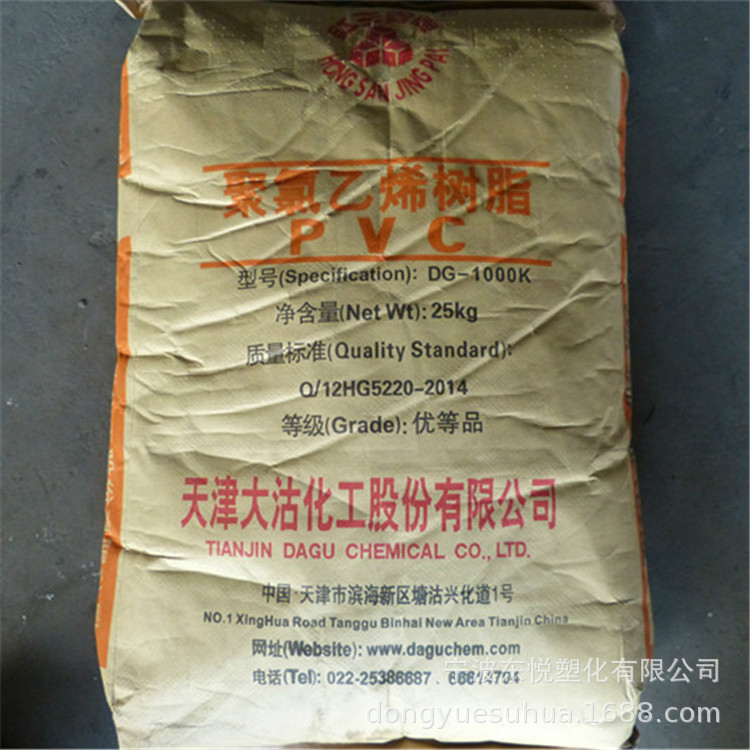 HONG SAN JING PAI
聚氯乙烯树脂
PVC
型号(Specification): DG-1000K
净含量(Net Wt): 25kg
质量标准(Quality Standard):
Q/12HG5220-2014
等级(Grade): 优等品
天津大沽化工股份有限公司
TIANJIN DAGU CHEMICAL CO., LTD.
中国·天津市滨海新区塘沽兴化道1号
NO.1 XingHua Road Tanggu Binhai New Area Tianjin China
网址(Website): www.daguchem.com
电话(Tel): 022-25386687、66614704
宁波东悦塑化有限公司
dongyuesuhua.1688.com